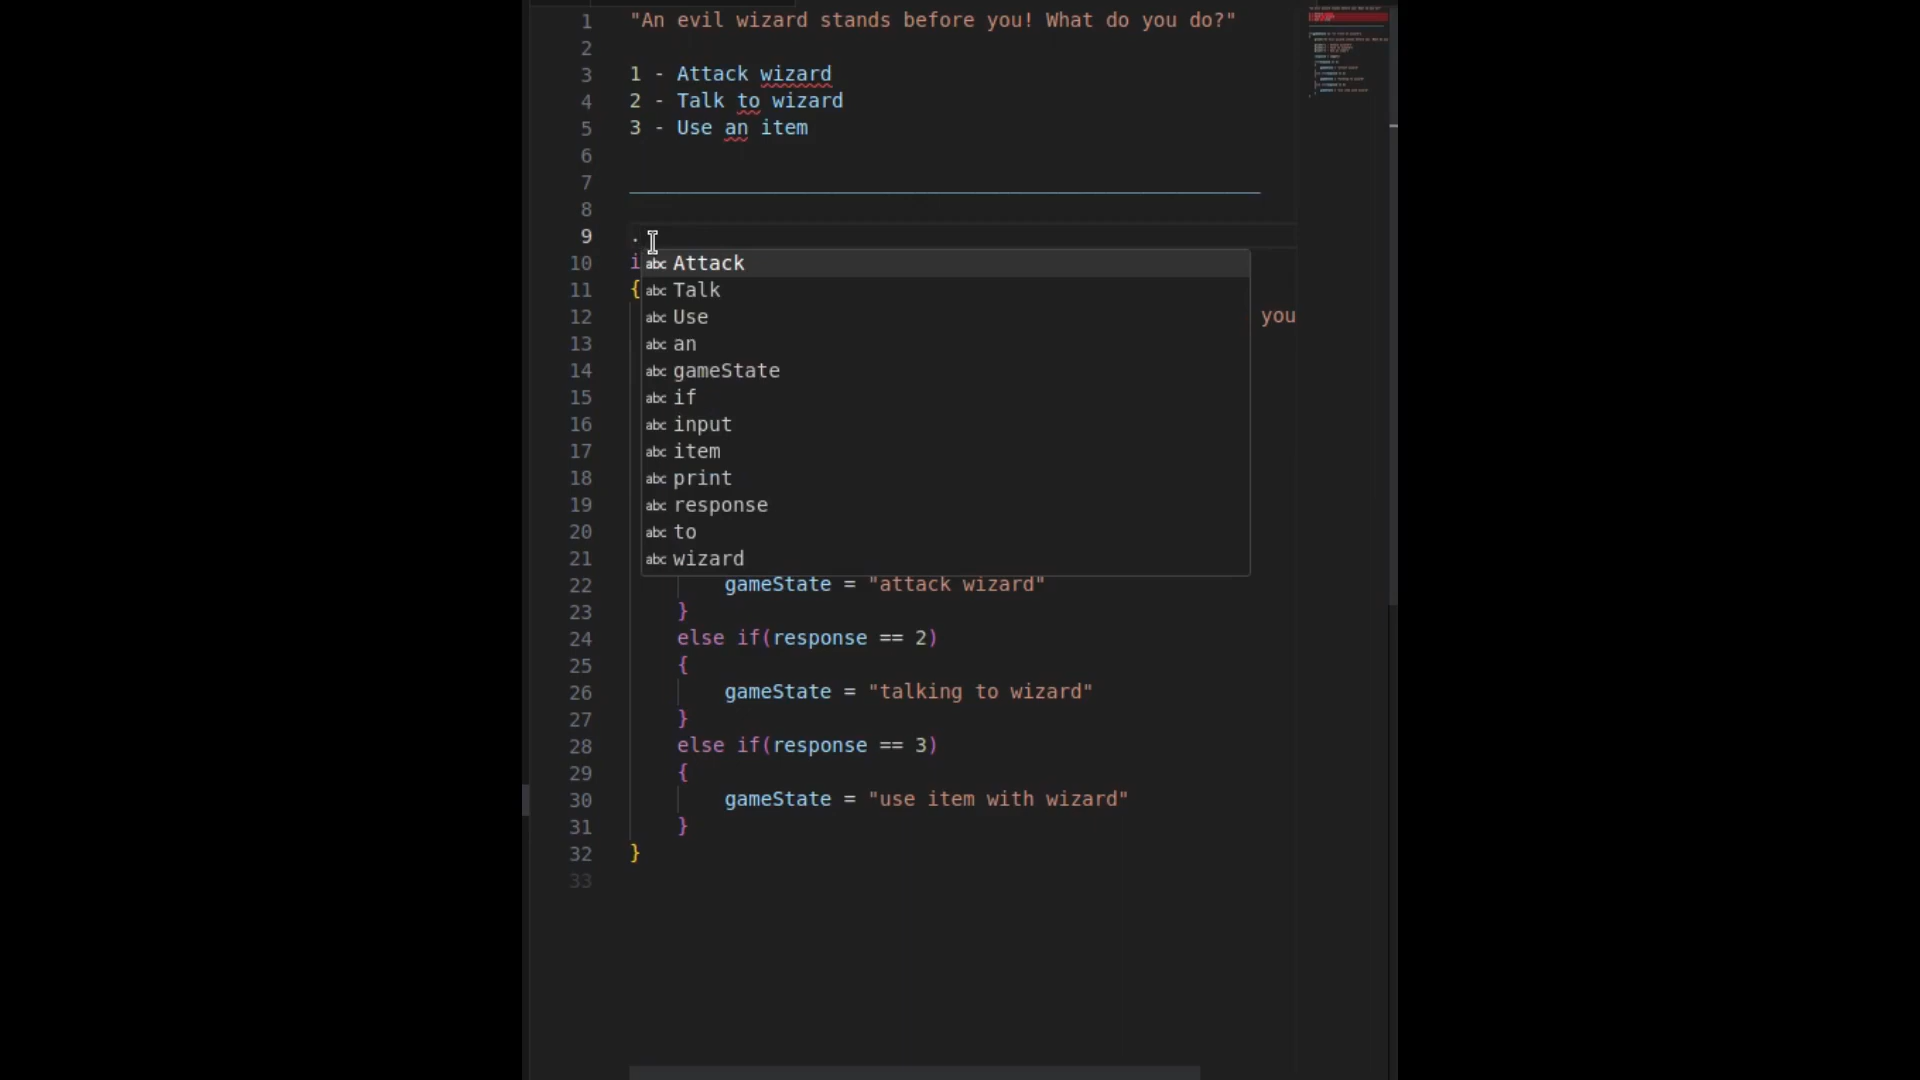 1 "An evil wizard stands before you! What do you do?"
2
3 1 - Attack wizard
4 2 - Talk to wizard
5 3 - Use an item
6
7
8
9 .
10 i
11 {
12 you
13
14
15
16
17
18
19
20
21
abc Attack
abc Talk
abc Use
abc an
abc gameState
abc if
abc input
abc item
abc print
abc response
abc to
abc wizard
22 gameState = "attack wizard"
23 }
24 else if(response == 2)
25 {
26 gameState = "talking to wizard"
27 }
28 else if(response == 3)
29 {
30 gameState = "use item with wizard"
31 }
32 }
33